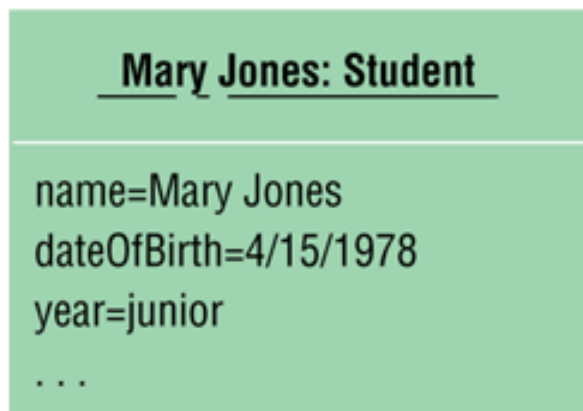 Mary Jones: Student
name=Mary Jones
dateOfBirth=4/15/1978
year=junior
. . .